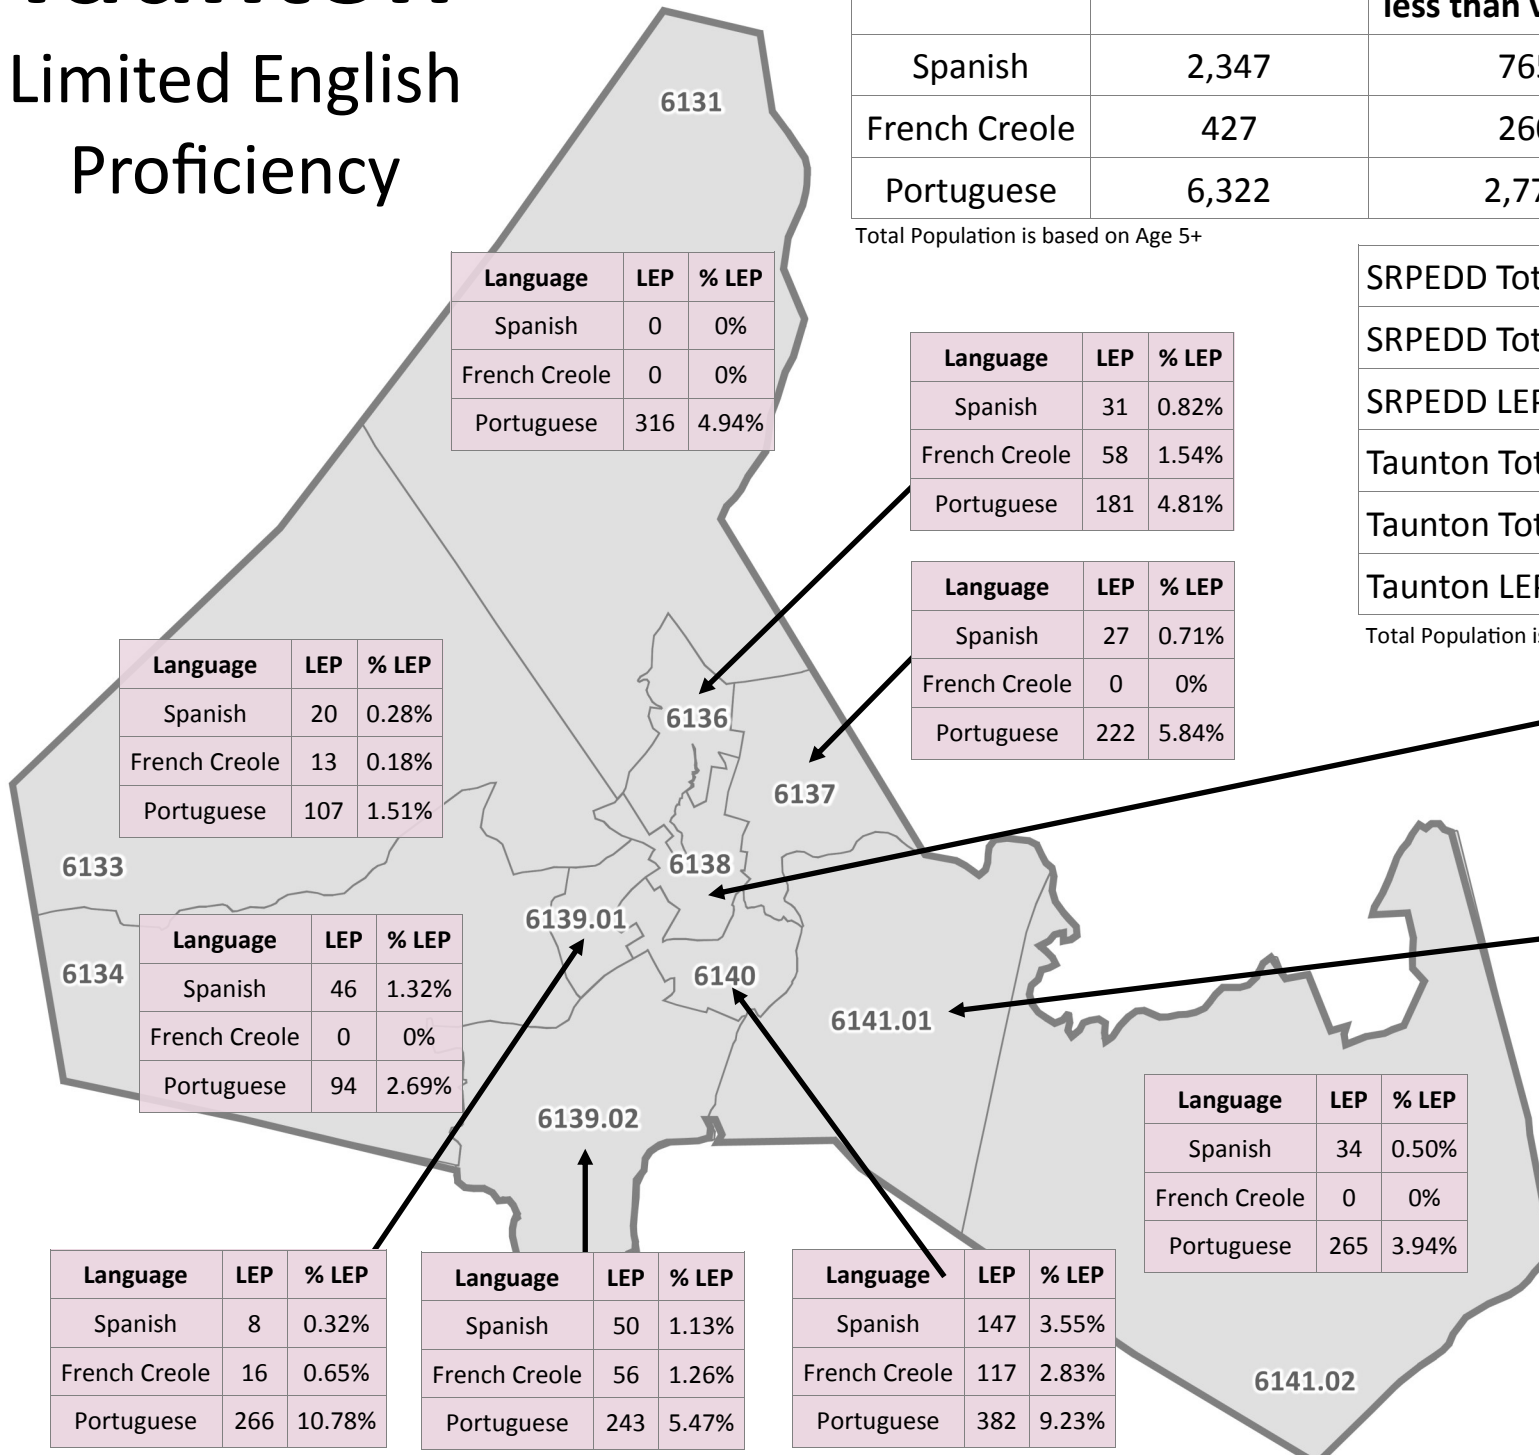 Limited English
Proficiency
less than
Spanish 2,347
French Creole 427
Portuguese 6,322
Total Population is based on Age 5+
SRPEDD
SRPEDD
SRPEDD
Taunton
Taunton
Taunton
Total Population
6131
Language LEP % LEP
Spanish 0 0%
French Creole 0 0%
Portuguese 316 4.94%
Language LEP % LEP
Spanish 31 0.82%
French Creole 58 1.54%
Portuguese 181 4.81%
Language LEP % LEP
Spanish 27 0.71%
French Creole 0 0%
Portuguese 222 5.84%
Language LEP % LEP
Spanish 20 0.28%
French Creole 13 0.18%
Portuguese 107 1.51%
6136
6137
6133
6138
6139.01
6134
6140
6141.01
Language LEP % LEP
Spanish 46 1.32%
French Creole 0 0%
Portuguese 94 2.69%
6139.02
Language LEP % LEP
Spanish 34 0.50%
French Creole 0 0%
Portuguese 265 3.94%
Language LEP % LEP
Spanish 8 0.32%
French Creole 16 0.65%
Portuguese 266 10.78%
Language LEP % LEP
Spanish 50 1.13%
French Creole 56 1.26%
Portuguese 243 5.47%
Language LEP % LEP
Spanish 147 3.55%
French Creole 117 2.83%
Portuguese 382 9.23%
6141.02